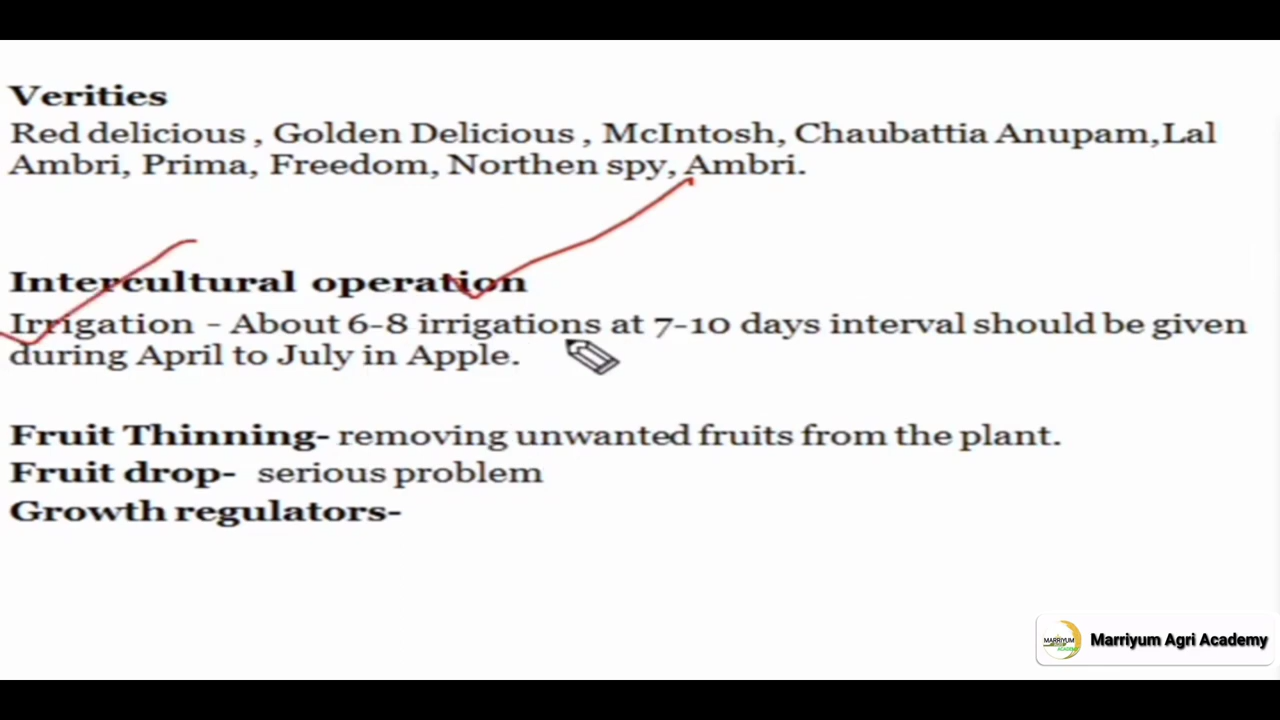 Verities
Red delicious , Golden Delicious , McIntosh, Chaubattia Anupam,Lal
Ambri, Prima, Freedom, Northen spy, Ambri.
Intercultural operation
Irrigation - About 6-8 irrigations at 7-10 days interval should be given
during April to July in Apple.
Fruit Thinning- removing unwanted fruits from the plant.
Fruit drop- serious problem
Growth regulators-
MARRIYUM
ACADEMY
Marriyum Agri Academy